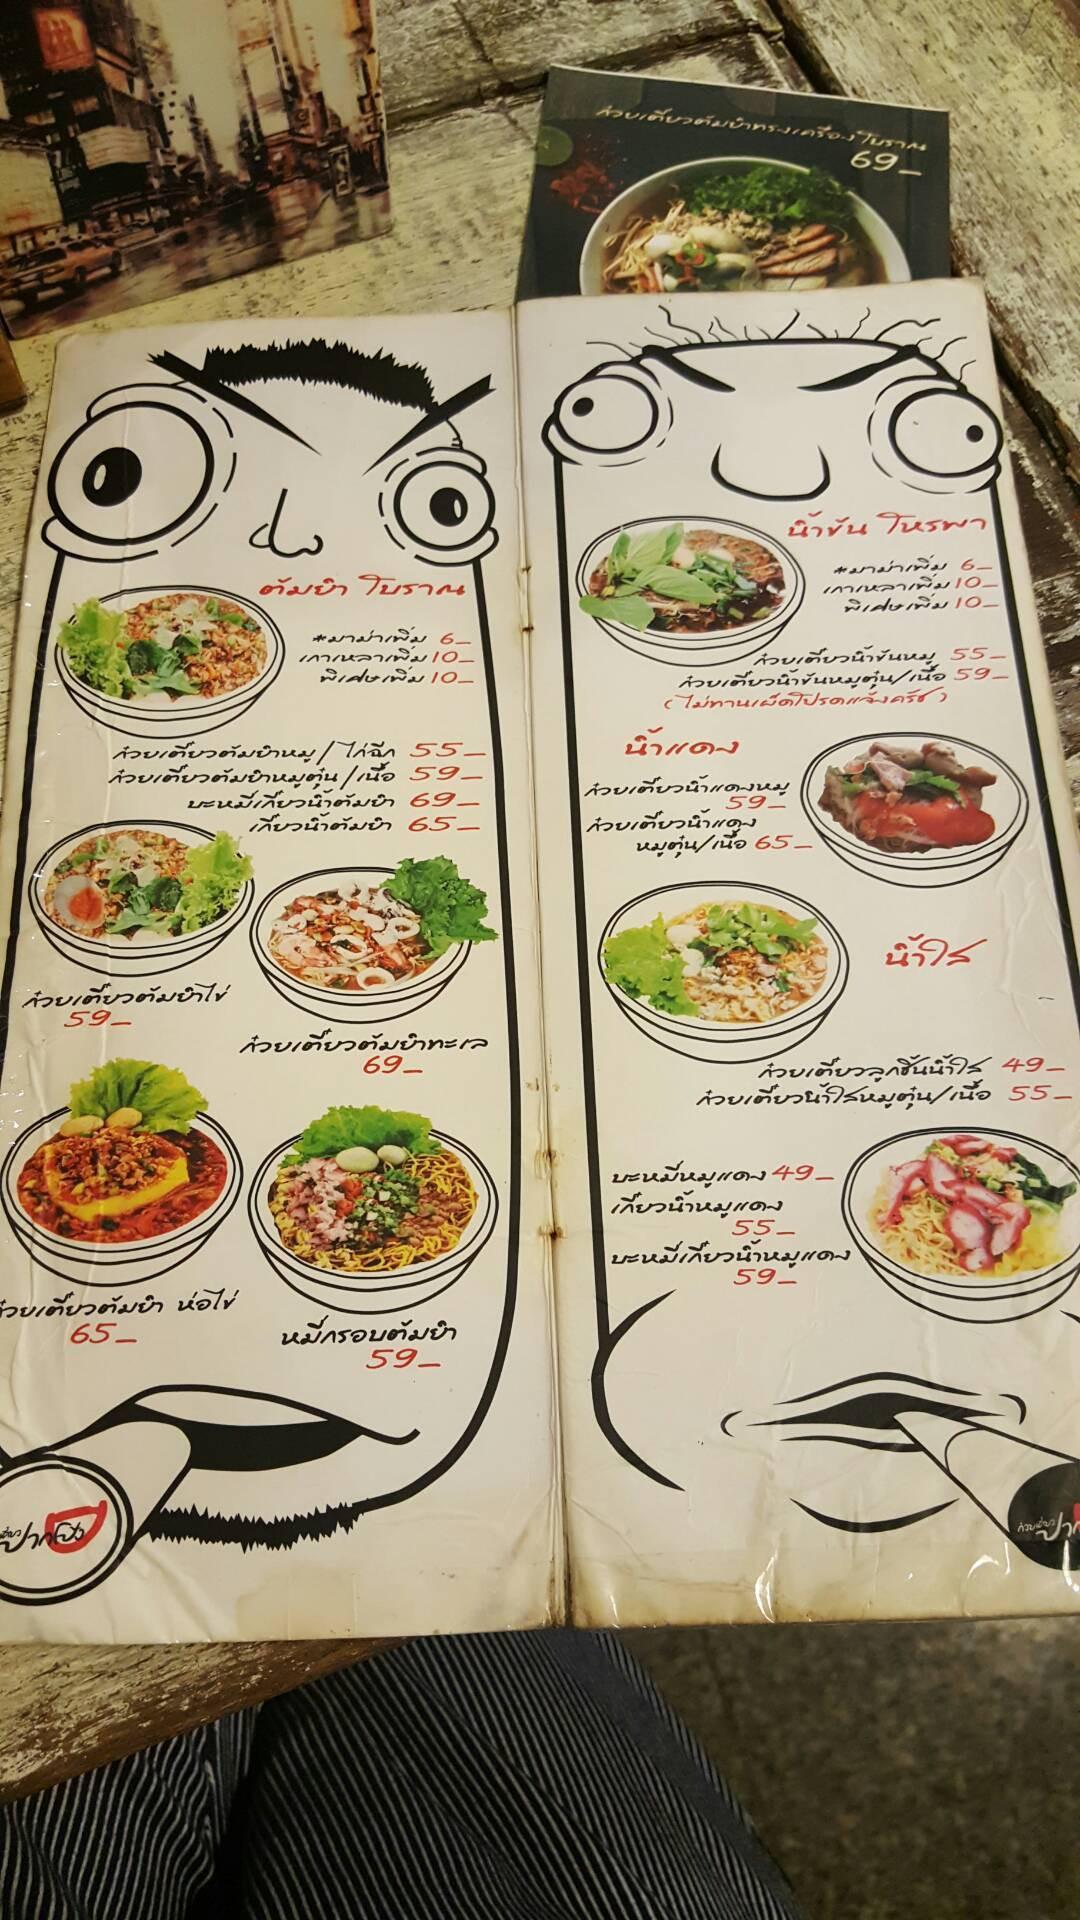 ก๋วยเตี๋ยวต้มยำทรงเครื่องโบราณ
69_
ต้มยำ โบราณ
*มาม่าเพิ่ม 6_
เกาเหลาเพิ่ม 10_
พิเศษเพิ่ม 10_
ก๋วยเตี๋ยวต้มยำหมู/ไก่ฉีก 55_
ก๋วยเตี๋ยวต้มยำหมูตุ๋น/เนื้อ 59_
บะหมี่เกี๊ยวน้ำต้มยำ 69_
เกี๊ยวน้ำต้มยำ 65_
ก๋วยเตี๋ยวต้มยำไข่
59_
ก๋วยเตี๋ยวต้มยำทะเล
69_
ก๋วยเตี๋ยวต้มยำ ห่อไข่
65_
หมี่กรอบต้มยำ
59_
ปากโป้ง
น้ำข้น โหรพา
*มาม่าเพิ่ม 6_
เกาเหลาเพิ่ม 10_
พิเศษเพิ่ม 10_
ก๋วยเตี๋ยวน้ำข้นหมู 55_
ก๋วยเตี๋ยวน้ำข้นหมูตุ๋น/เนื้อ 59_
(ไม่ทานเผ็ดโปรดแจ้งครัช)
น้ำแดง
ก๋วยเตี๋ยวน้ำแดงหมู
59_
ก๋วยเตี๋ยวน้ำแดง
หมูตุ๋น/เนื้อ 65_
น้ำใส
ก๋วยเตี๋ยวลูกชิ้นน้ำใส 49_
ก๋วยเตี๋ยวน้ำใสหมูตุ๋น/เนื้อ 55_
บะหมี่หมูแดง 49_
เกี๊ยวน้ำหมูแดง
55_
บะหมี่เกี๊ยวน้ำหมูแดง
59_
ก๋วยเตี๋ยว